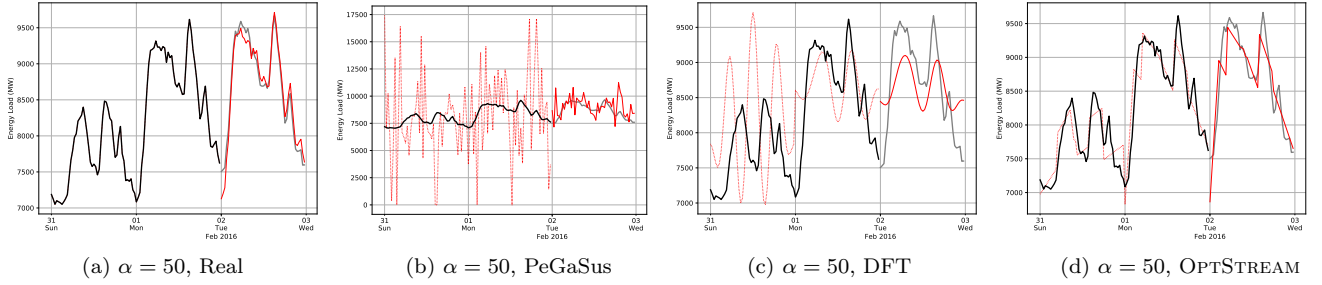 Energy Load (MW)
9500
9000
8500
8000
7500
7000
31
Sun
01
Mon
02
Tue
03
Wed
Feb 2016
(a) α = 50, Real
Energy Load (MW)
17500
15000
12500
10000
7500
5000
2500
0
31
Sun
01
Mon
02
Tue
03
Wed
Feb 2016
(b) α = 50, PeGaSus
Energy Load (MW)
9500
9000
8500
8000
7500
7000
31
Sun
01
Mon
02
Tue
03
Wed
Feb 2016
(c) α = 50, DFT
Energy Load (MW)
9500
9000
8500
8000
7500
7000
31
Sun
01
Mon
02
Tue
03
Wed
Feb 2016
(d) α = 50, OPTSTREAM